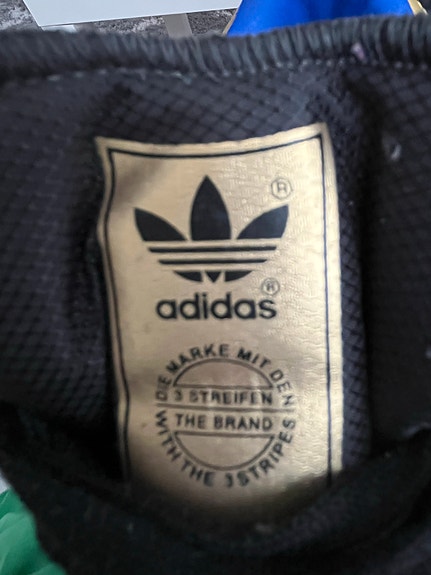 ®
adidas®
DIE MARKE MIT DEN
3 STREIFEN
THE BRAND
WITH THE 3 STRIPES